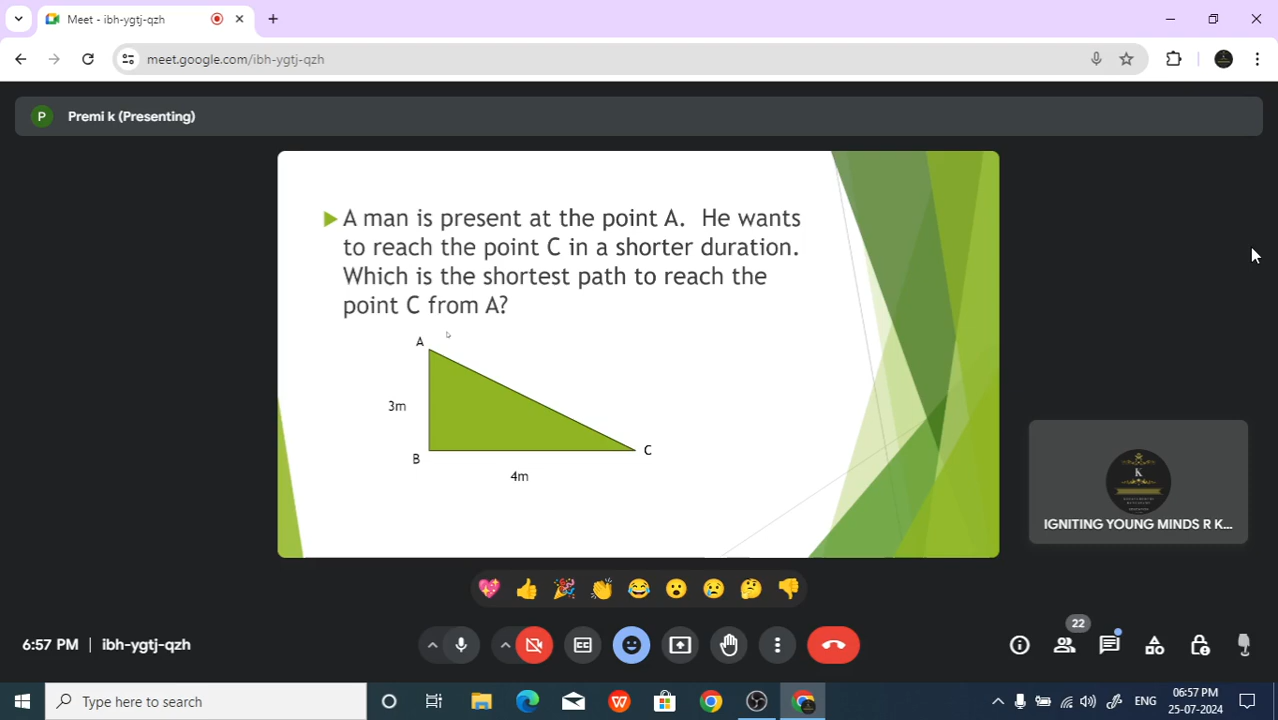 Meet - ibh-ygtj-qzh
meet.google.com/ibh-ygtj-qzh
P
Premi k (Presenting)
A man is present at the point A. He wants
to reach the point C in a shorter duration.
Which is the shortest path to reach the
point C from A?
A
3m
B
C
4m
K
IGNITING YOUNG MINDS R K...
6:57 PM | ibh-ygtj-qzh
22
Type here to search
W
ENG
06:57 PM
25-07-2024